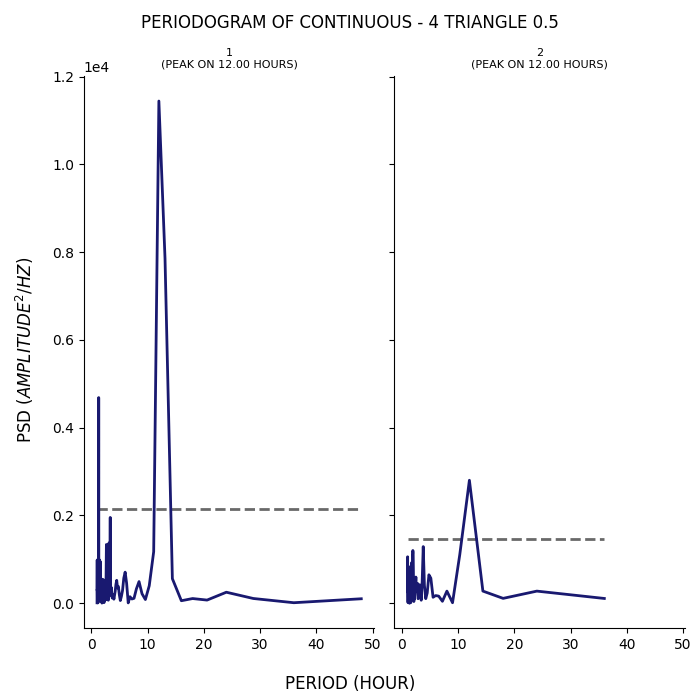 PERIODOGRAM OF CONTINUOUS - 4 TRIANGLE 0.5
1
(PEAK ON 12.00 HOURS)
2
(PEAK ON 12.00 HOURS)
1e4
1.2
1.0
0.8
0.6
0.4
0.2
0.0
PSD (AMPLITUDE²/HZ)
0 10 20 30 40 50
0 10 20 30 40 50
PERIOD (HOUR)